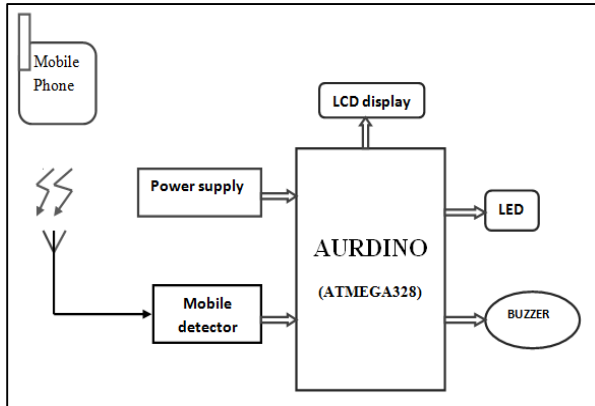 Mobile
Phone
LCD display
Power supply
LED
AURDINO
(ATMEGA328)
Mobile
detector
BUZZER